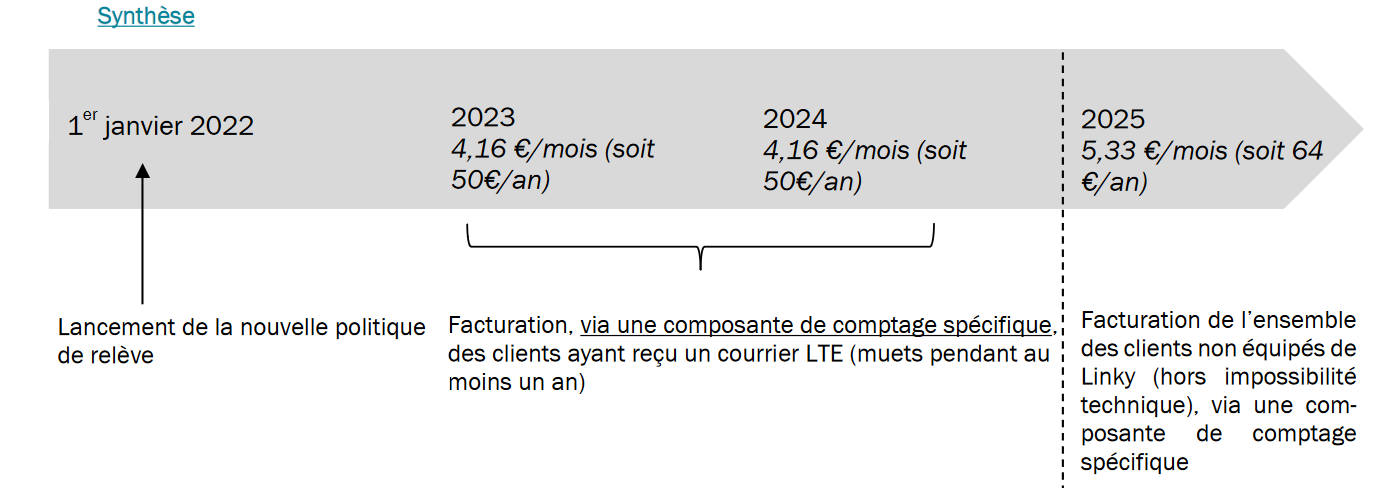 Synthèse
1er janvier 2022
2023
4,16 €/mois (soit
50€/an)
2024
4,16 €/mois (soit
50€/an)
2025
5,33 €/mois (soit 64
€/an)
Lancement de la nouvelle politique
de relève
Facturation, via une composante de comptage spécifique,
des clients ayant reçu un courrier LTE (muets pendant au
moins un an)
Facturation de l’ensemble
des clients non équipés de
Linky (hors impossibilité
technique), via une com-
posante de comptage
spécifique